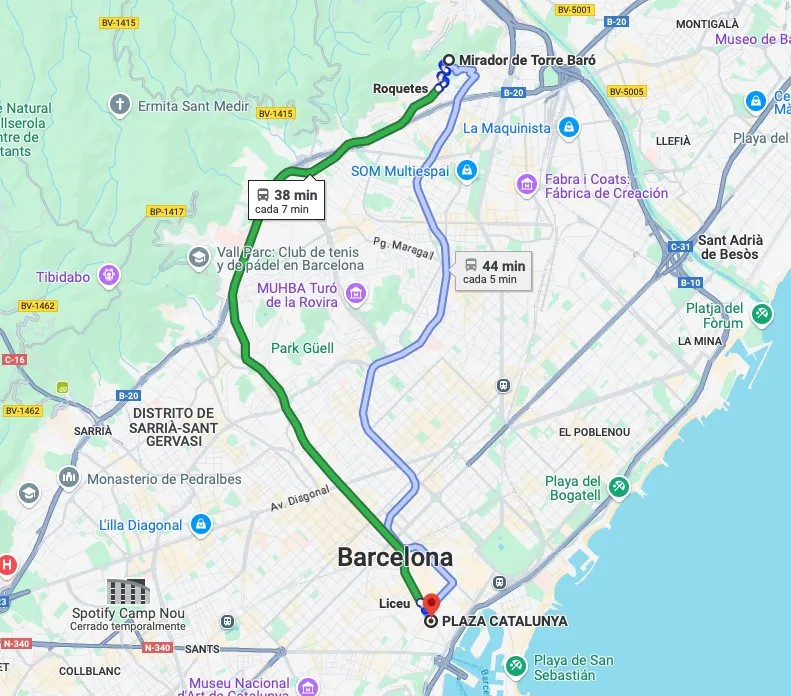 BV-1415
BV-5001
B-20
MONTIGALÀ
Museo de Ba
Mirador de Torre Baró
Roquetes
B-20
BV-5005
Ce
Mà
é Natural
llserola
ntre de
tants
Ermita Sant Medir
BV-1415
La Maquinista
LLEFIÀ
Playa del
SOM Multiespai
Fabra i Coats:
Fábrica de Creación
38 min
cada 7 min
BP-1417
Pg. Maragall
Sant Adrià
de Besòs
C-31
Vall Parc: Club de tenis
y de pádel en Barcelona
44 min
cada 5 min
Tibidabo
B-10
MUHBA Turó
de la Rovira
BV-1462
Platja del
Fòrum
LA MINA
Park Güell
C-16
B-20
BV-1462
DISTRITO DE
SARRIÀ-SANT
GERVASI
SARRIÀ
EL POBLENOU
Monasterio de Pedralbes
Playa del
Bogatell
Av. Diagonal
L'illa Diagonal
Barcelona
H
23
Spotify Camp Nou
Cerrado temporalmente
Liceu
PLAZA CATALUNYA
N-340
N-340
SANTS
ET
COLLBLANC
Playa de San
Sebastián
Museu Nacional
d'Art de Catalunya
Barce